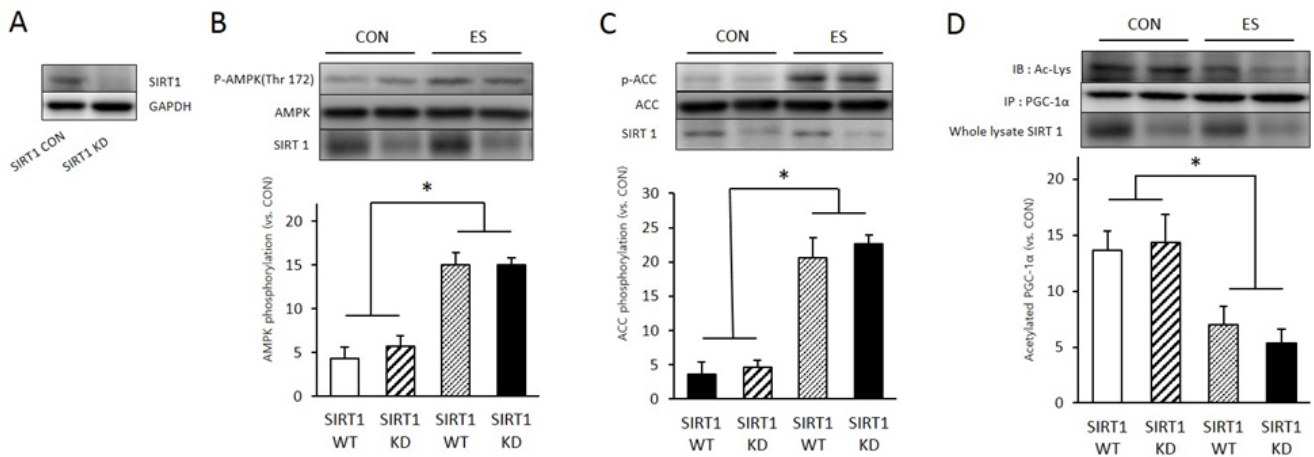 A
SIRT1
GAPDH
SIRT1 CON
SIRT1 KD
B
CON ES
P-AMPK(Thr 172)
AMPK
SIRT 1
*
AMPK phosphorylation (vs. CON)
20
15
10
5
0
SIRT1 SIRT1 SIRT1 SIRT1
WT KD WT KD
C
CON ES
p-ACC
ACC
SIRT 1
*
ACC phosphorylation (vs. CON)
30
25
20
15
10
5
0
SIRT1 SIRT1 SIRT1 SIRT1
WT KD WT KD
D
CON ES
IB : Ac-Lys
IP : PGC-1α
Whole lysate SIRT 1
*
Acetylated PGC-1α (vs. CON)
15
10
5
0
SIRT1 SIRT1 SIRT1 SIRT1
WT KD WT KD